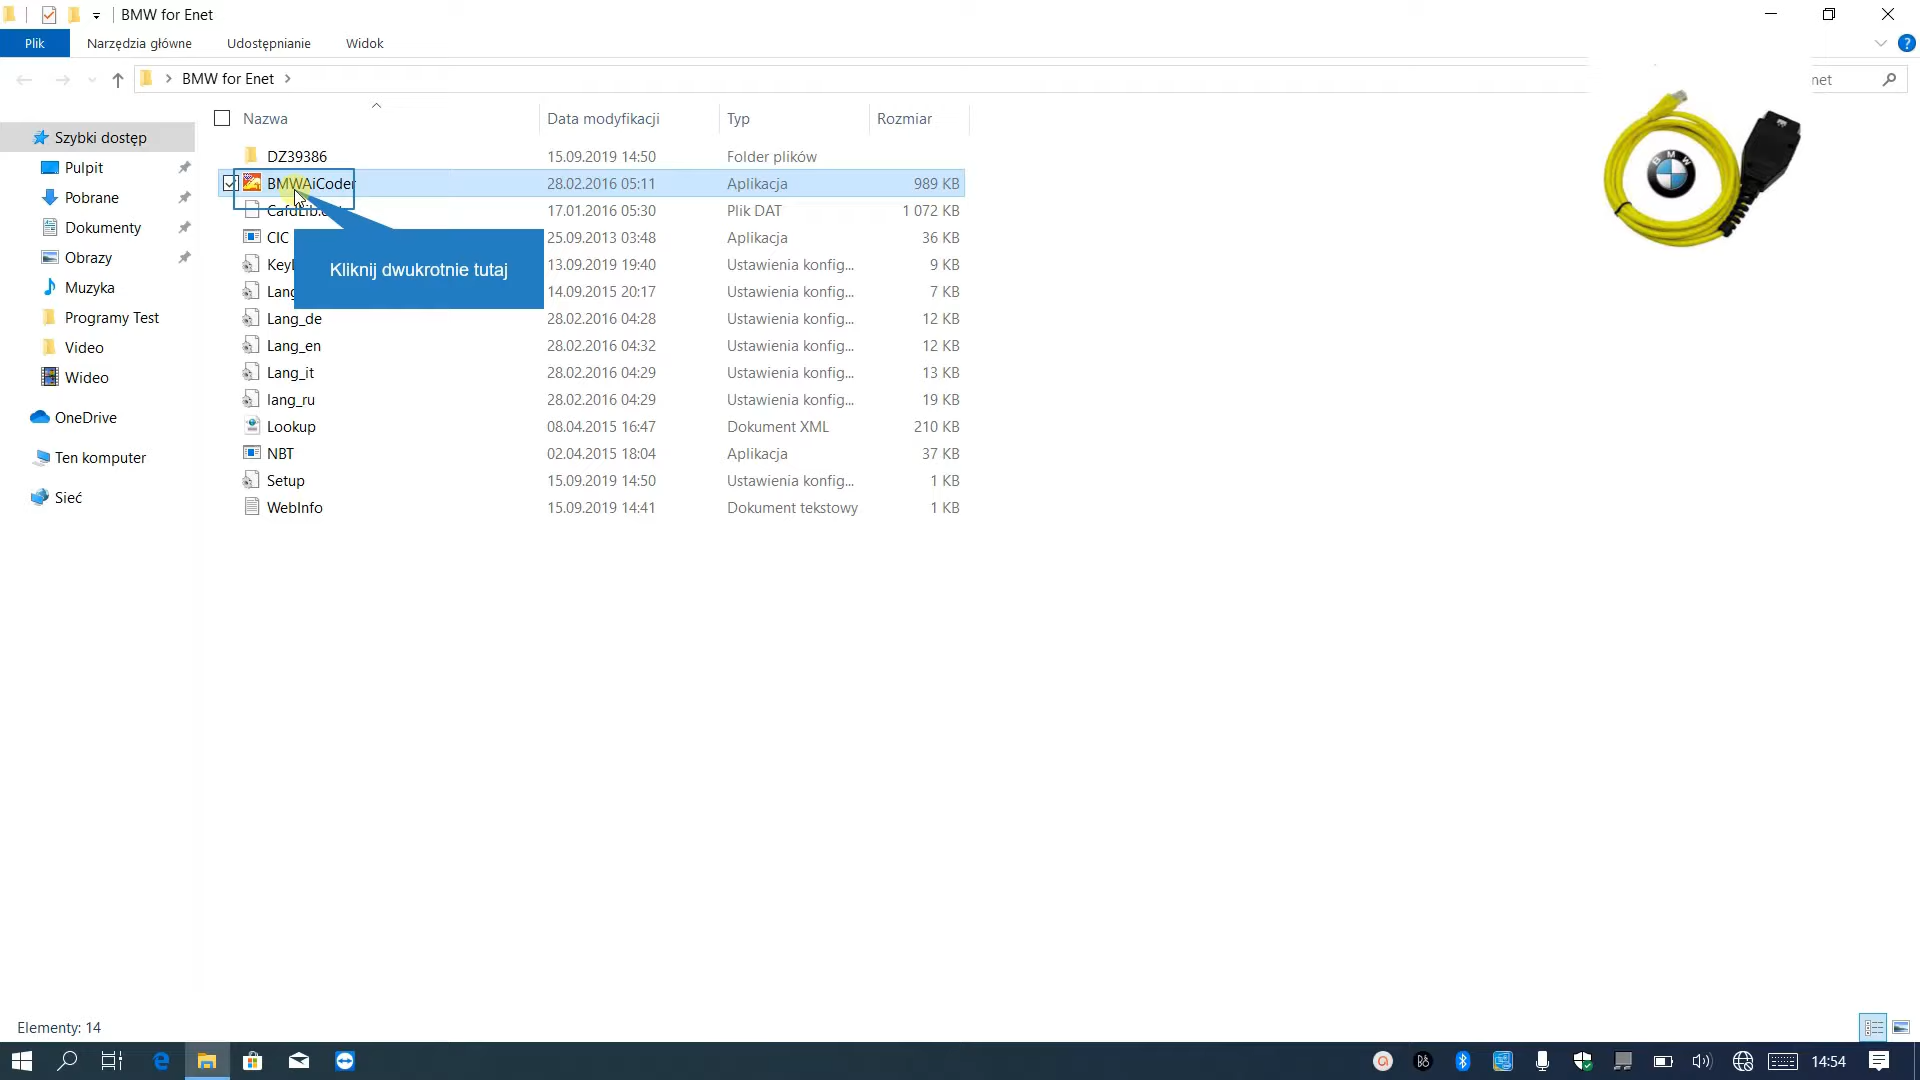 BMW for Enet
Plik Narzędzia główne Udostępnianie Widok
BMW for Enet
net
Nazwa Data modyfikacji Typ Rozmiar
Szybki dostęp
Pulpit
Pobrane
Dokumenty
Obrazy
Muzyka
Programy Test
Video
Wideo
OneDrive
Ten komputer
Sieć
DZ39386 15.09.2019 14:50 Folder plików
BMWAiCoder 28.02.2016 05:11 Aplikacja 989 KB
17.01.2016 05:30 Plik DAT 1 072 KB
CIC 25.09.2013 03:48 Aplikacja 36 KB
13.09.2019 19:40 Ustawienia konfig... 9 KB
Lang 14.09.2015 20:17 Ustawienia konfig... 7 KB
Kliknij dwukrotnie tutaj
Lang_de 28.02.2016 04:28 Ustawienia konfig... 12 KB
Lang_en 28.02.2016 04:32 Ustawienia konfig... 12 KB
Lang_it 28.02.2016 04:29 Ustawienia konfig... 13 KB
lang_ru 28.02.2016 04:29 Ustawienia konfig... 19 KB
Lookup 08.04.2015 16:47 Dokument XML 210 KB
NBT 02.04.2015 18:04 Aplikacja 37 KB
Setup 15.09.2019 14:50 Ustawienia konfig... 1 KB
WebInfo 15.09.2019 14:41 Dokument tekstowy 1 KB
BMW
Elementy: 14
14:54